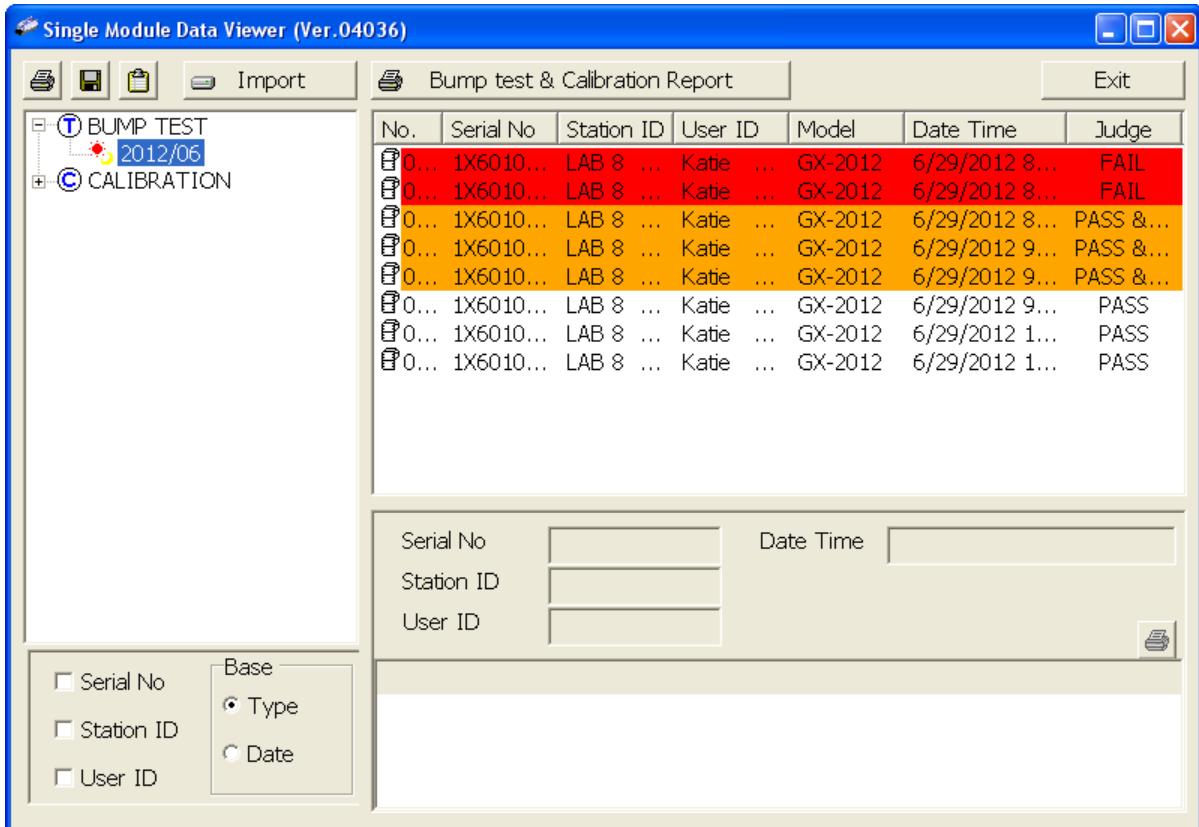 Single Module Data Viewer (Ver.04036)
Import Bump test & Calibration Report Exit
T BUMP TEST
2012/06
C CALIBRATION
No. Serial No Station ID User ID Model Date Time Judge
0... 1X6010... LAB 8 ... Katie ... GX-2012 6/29/2012 8... FAIL
0... 1X6010... LAB 8 ... Katie ... GX-2012 6/29/2012 8... FAIL
0... 1X6010... LAB 8 ... Katie ... GX-2012 6/29/2012 8... PASS &...
0... 1X6010... LAB 8 ... Katie ... GX-2012 6/29/2012 9... PASS &...
0... 1X6010... LAB 8 ... Katie ... GX-2012 6/29/2012 9... PASS &...
0... 1X6010... LAB 8 ... Katie ... GX-2012 6/29/2012 9... PASS
0... 1X6010... LAB 8 ... Katie ... GX-2012 6/29/2012 1... PASS
0... 1X6010... LAB 8 ... Katie ... GX-2012 6/29/2012 1... PASS
Serial No Date Time
Station ID
User ID
Serial No
Station ID
User ID
Base
Type
Date